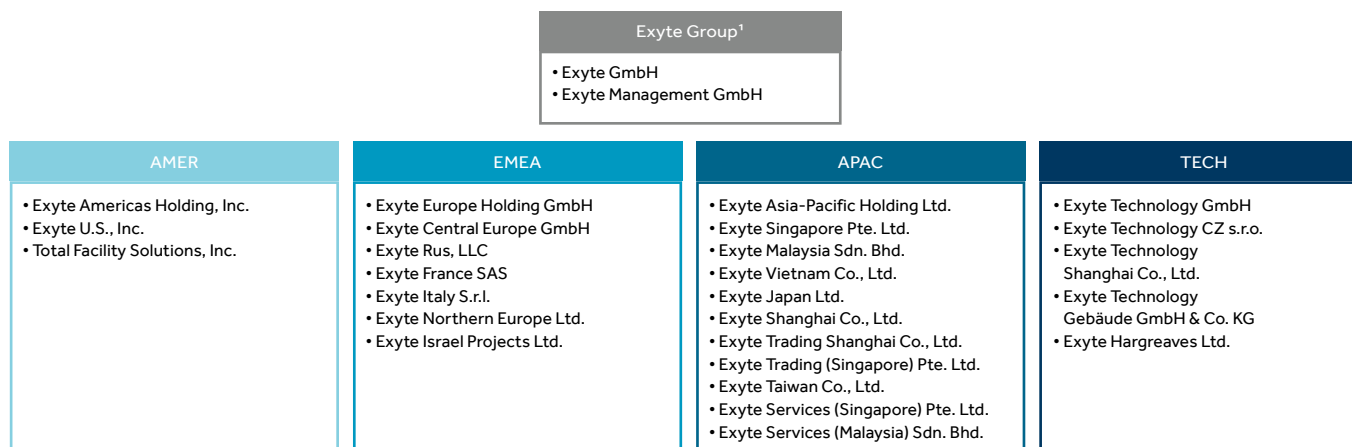 Exyte Group¹
• Exyte GmbH
• Exyte Management GmbH
AMER
• Exyte Americas Holding, Inc.
• Exyte U.S., Inc.
• Total Facility Solutions, Inc.
EMEA
• Exyte Europe Holding GmbH
• Exyte Central Europe GmbH
• Exyte Rus, LLC
• Exyte France SAS
• Exyte Italy S.r.l.
• Exyte Northern Europe Ltd.
• Exyte Israel Projects Ltd.
APAC
• Exyte Asia-Pacific Holding Ltd.
• Exyte Singapore Pte. Ltd.
• Exyte Malaysia Sdn. Bhd.
• Exyte Vietnam Co., Ltd.
• Exyte Japan Ltd.
• Exyte Shanghai Co., Ltd.
• Exyte Trading Shanghai Co., Ltd.
• Exyte Trading (Singapore) Pte. Ltd.
• Exyte Taiwan Co., Ltd.
• Exyte Services (Singapore) Pte. Ltd.
• Exyte Services (Malaysia) Sdn. Bhd.
TECH
• Exyte Technology GmbH
• Exyte Technology CZ s.r.o.
• Exyte Technology
Shanghai Co., Ltd.
• Exyte Technology
Gebäude GmbH & Co. KG
• Exyte Hargreaves Ltd.